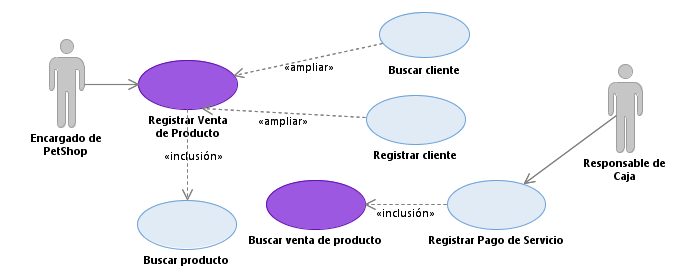 «ampliar»
Buscar cliente
Registrar Venta
de Producto
«ampliar»
Encargado de
PetShop
Registrar cliente
«inclusión»
Responsable de
Caja
«inclusión»
Buscar venta de producto
Registrar Pago de Servicio
Buscar producto